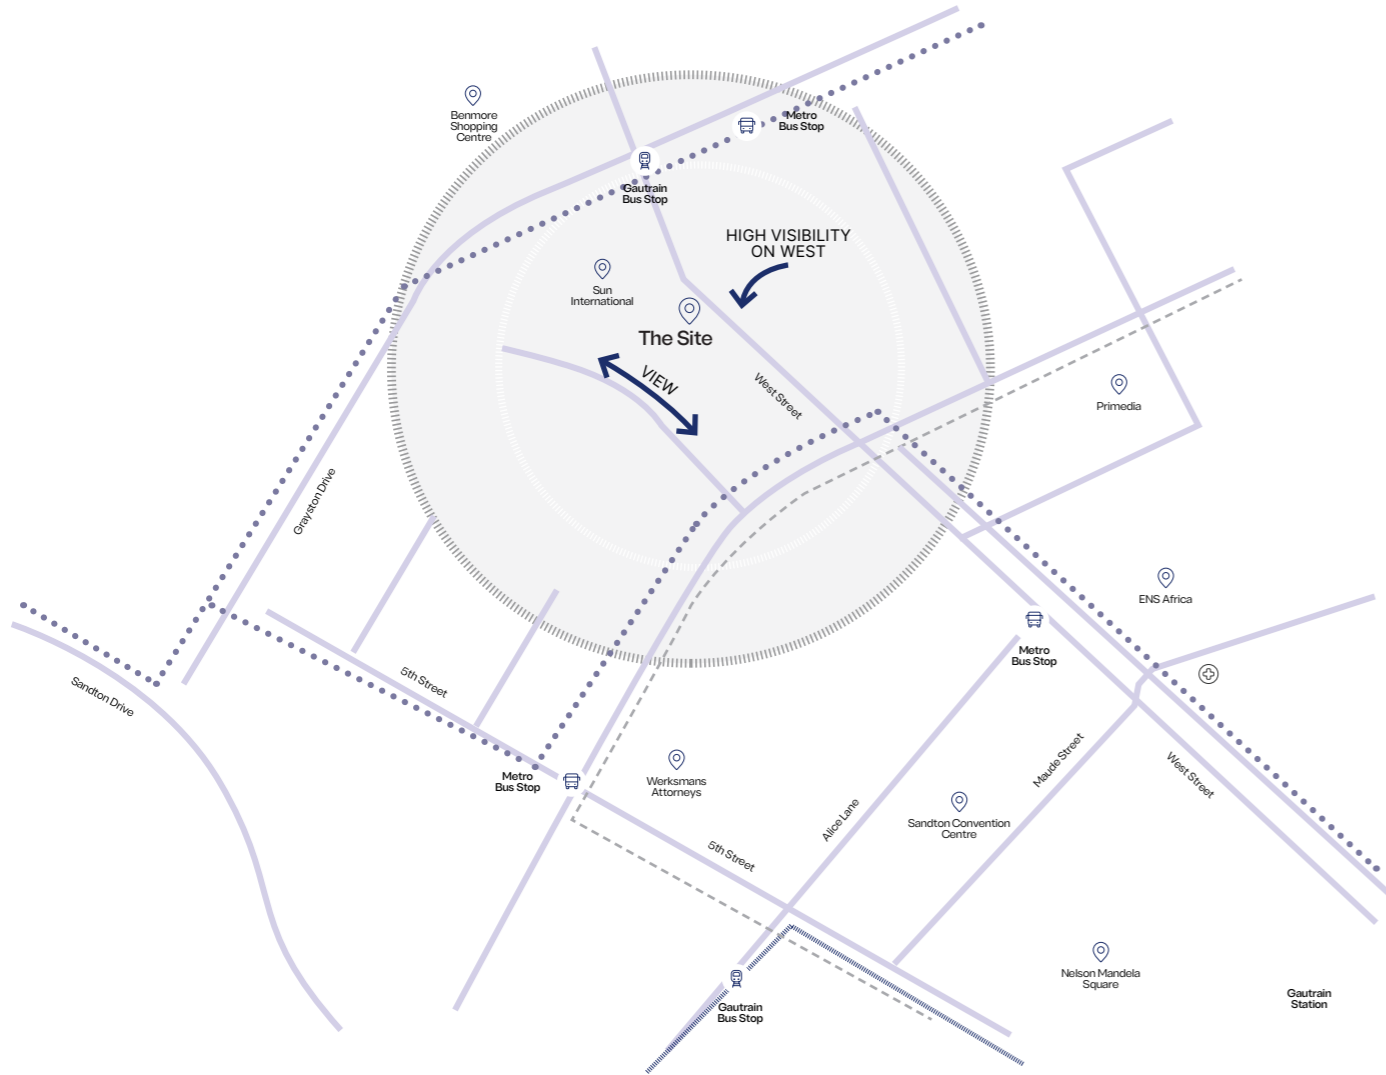 Benmore
Shopping
Centre
Metro
Bus Stop
Gautrain
Bus Stop
HIGH VISIBILITY
ON WEST
Sun
International
The Site
VIEW
West Street
Primedia
Grayston Drive
ENS Africa
Metro
Bus Stop
5th Street
Sandton Drive
Maude Street
West Street
Metro
Bus Stop
Werksmans
Attorneys
Alice Lane
Sandton Convention
Centre
5th Street
Nelson Mandela
Square
Gautrain
Station
Gautrain
Bus Stop